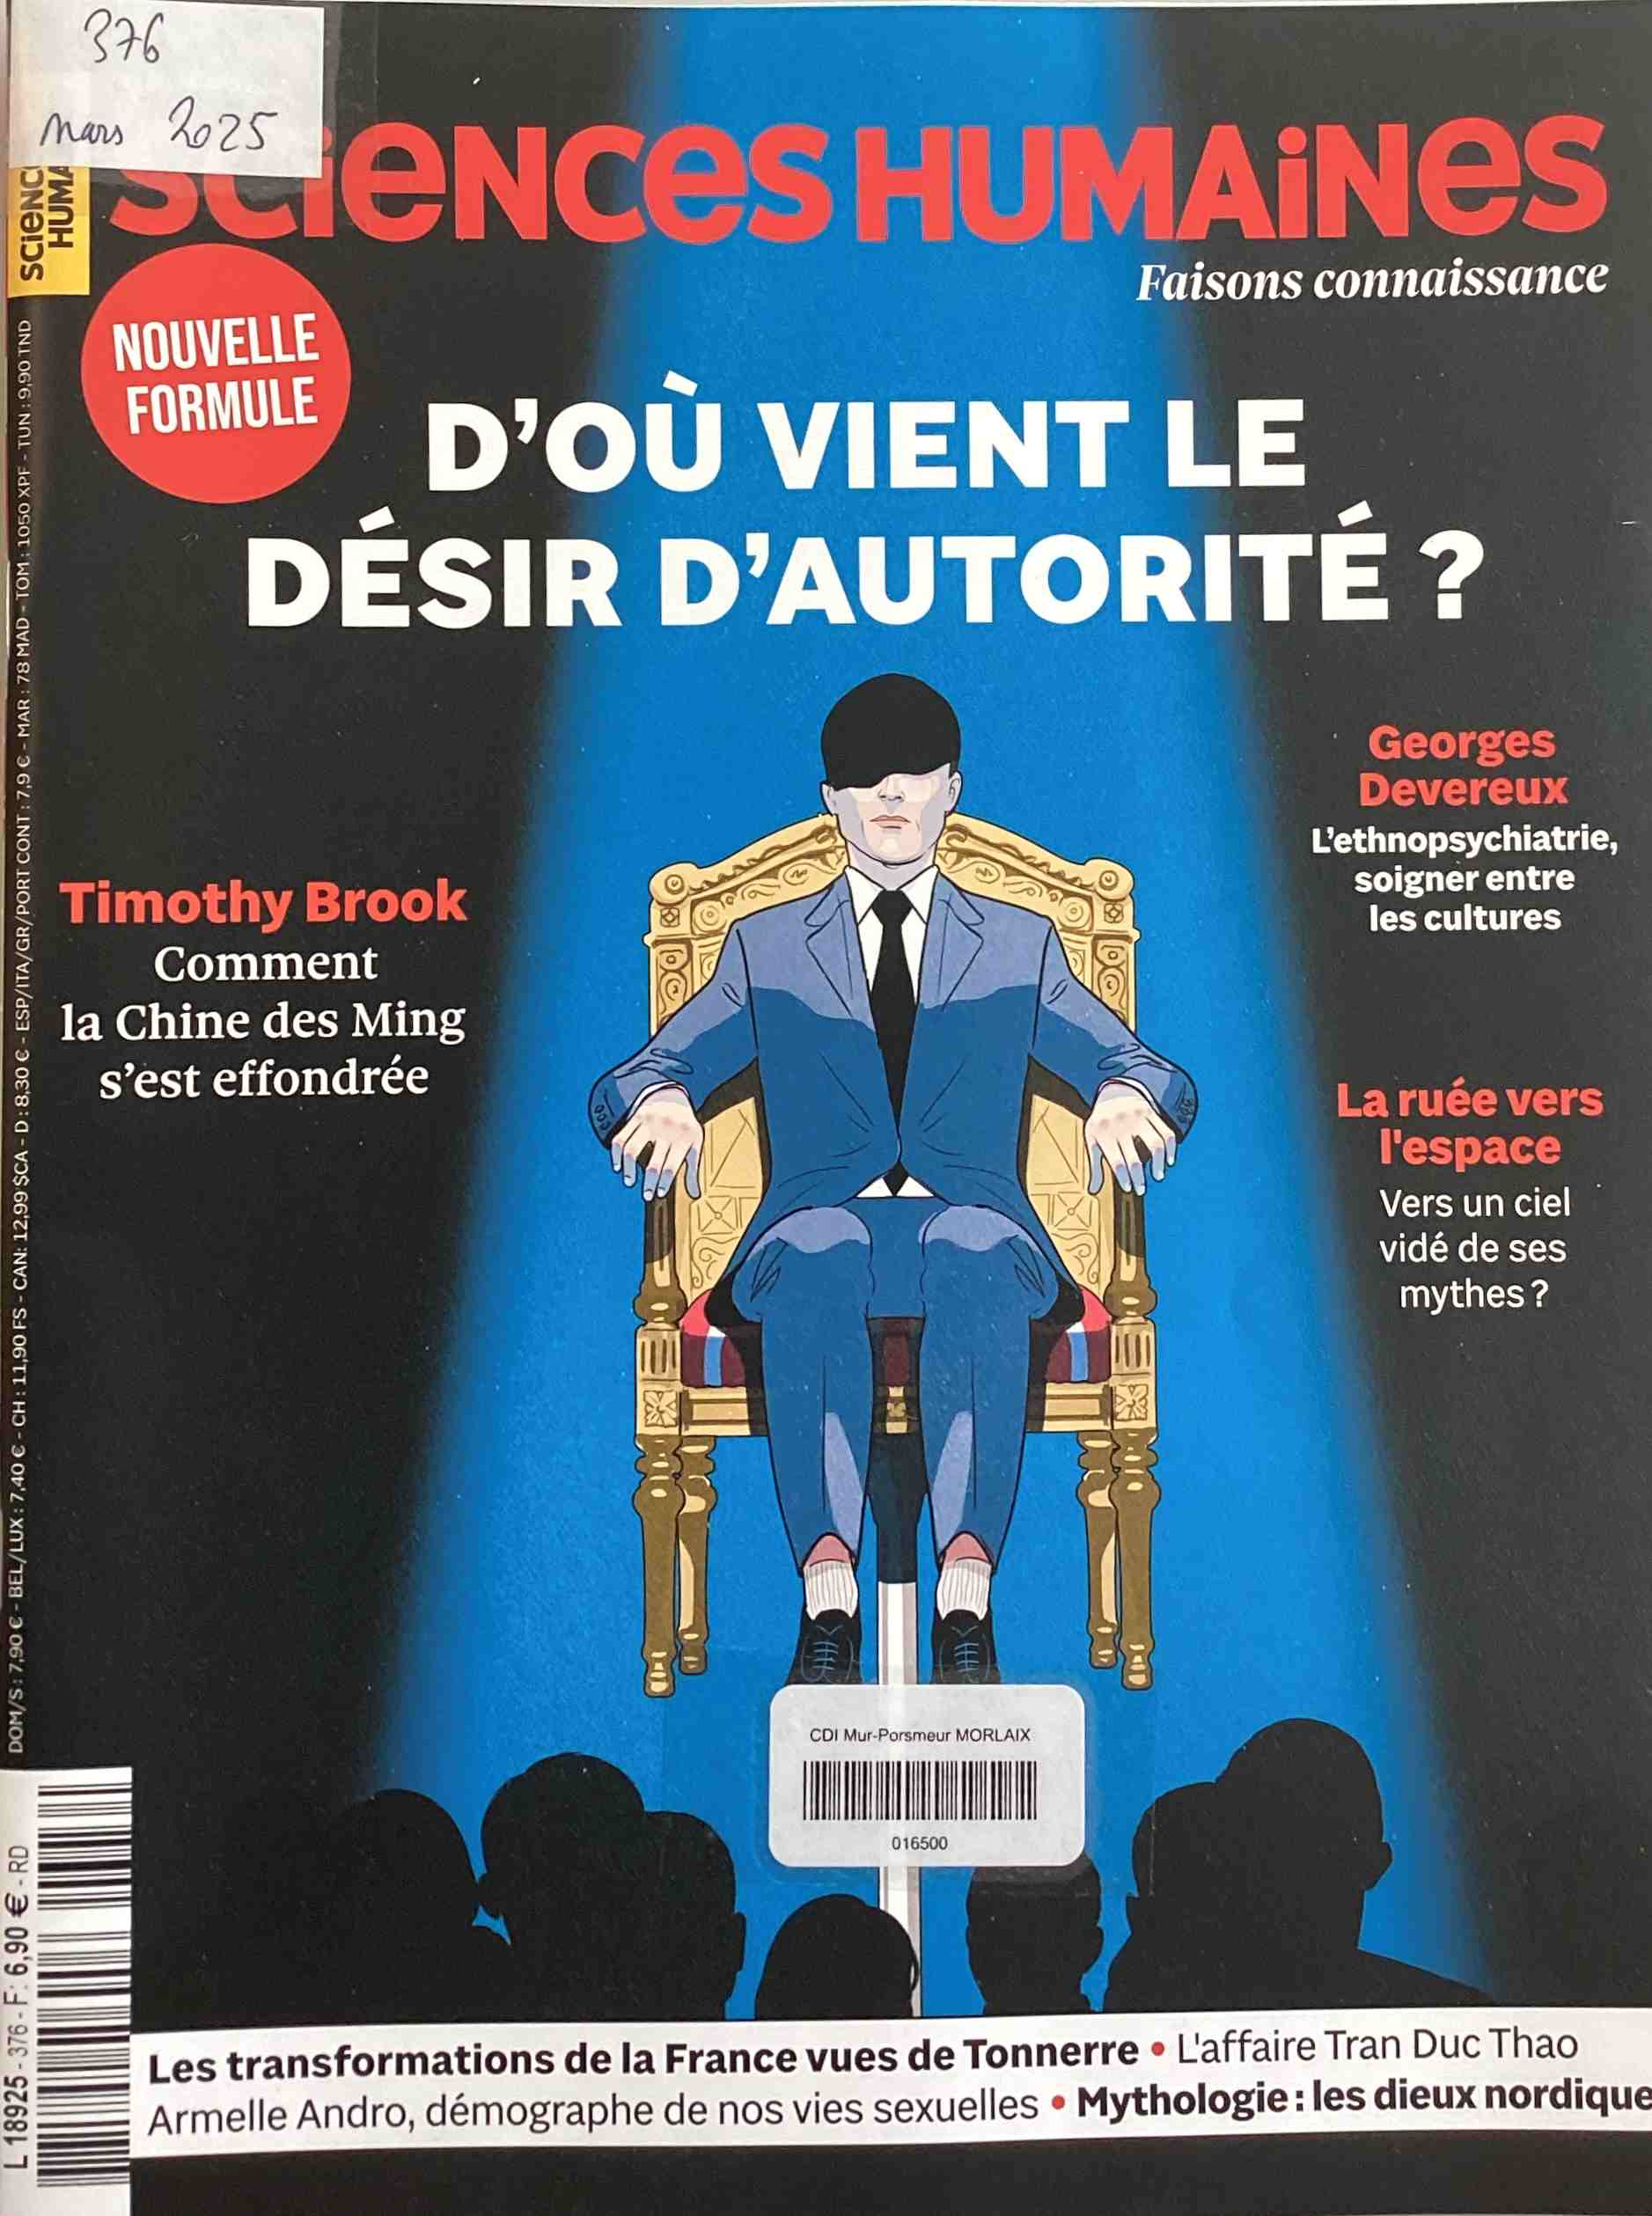 376
mars 2025
SCIENCES HUMAINES
Faisons connaissance
NOUVELLE
FORMULE
D'OÙ VIENT LE
DÉSIR D'AUTORITÉ ?
Timothy Brook
Comment
la Chine des Ming
s'est effondrée
Georges
Devereux
L'ethnopsychiatrie,
soigner entre
les cultures
La ruée vers
l'espace
Vers un ciel
vidé de ses
mythes ?
CDI Mur-Porsmeur MORLAIX
016500
Les transformations de la France vues de Tonnerre • L'affaire Tran Duc Thao
Armelle Andro, démographe de nos vies sexuelles • Mythologie : les dieux nordique
SCIENC
HUMA
DOM/S : 7,90 € - BEL/LUX : 7,40 € - CH : 11,90 FS - CAN: 12,99 $CA - D : 8,30 € - ESP/ITA/GR/PORT CONT : 7,9 € - MAR : 78 MAD - TOM : 1050 XPF - TUN : 9,90 TND
L 18925 - 376 - F: 6,90 € - RD